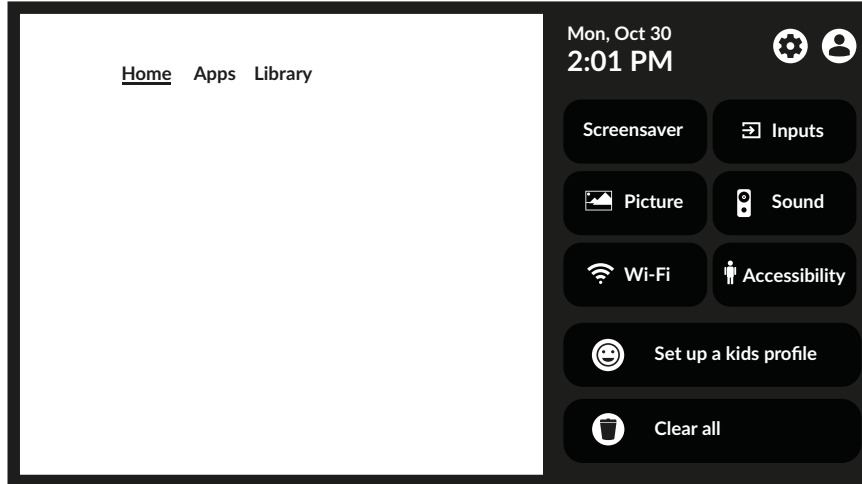 Home Apps Library
Mon, Oct 30
2:01 PM
Screensaver
Inputs
Picture
Sound
Wi-Fi
Accessibility
Set up a kids profile
Clear all